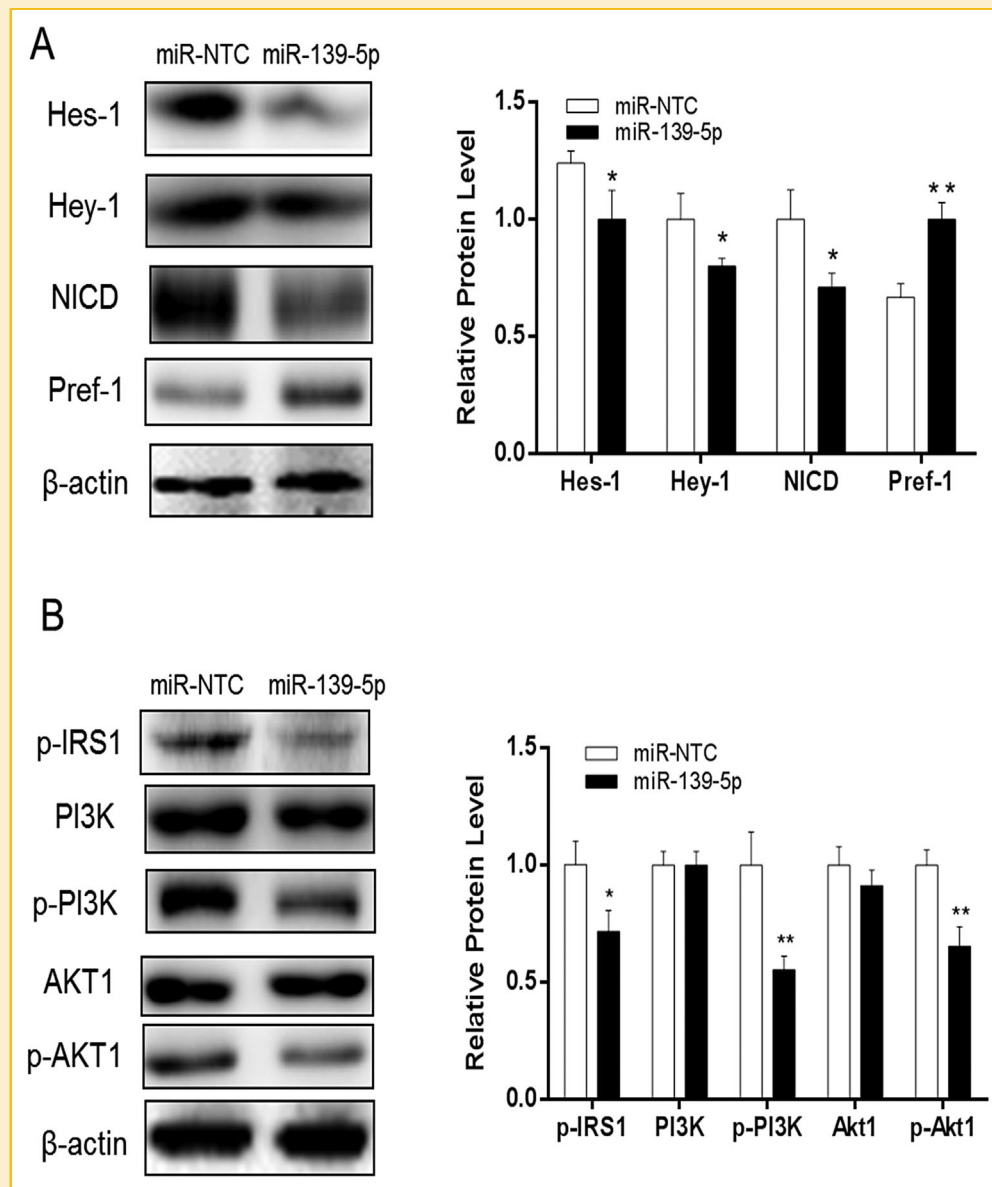 A
miR-NTC miR-139-5p
Hes-1
Hey-1
NICD
Pref-1
β-actin
Relative Protein Level
1.5
1.0
0.5
0.0
miR-NTC
miR-139-5p
*
*
*
**
Hes-1 Hey-1 NICD Pref-1
B
miR-NTC miR-139-5p
p-IRS1
PI3K
p-PI3K
AKT1
p-AKT1
β-actin
Relative Protein Level
1.5
1.0
0.5
0.0
miR-NTC
miR-139-5p
*
**
**
p-IRS1 PI3K p-PI3K Akt1 p-Akt1